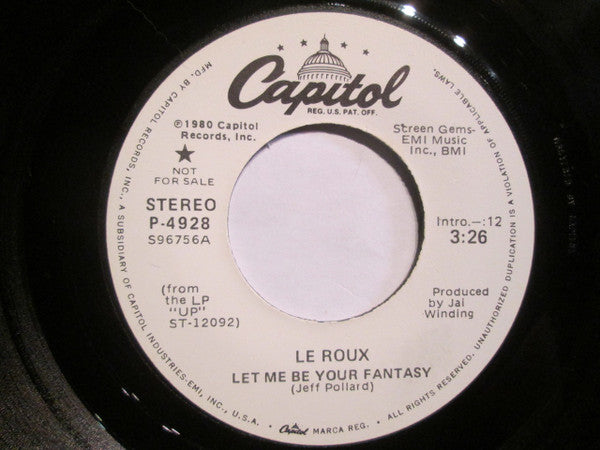 Capitol
REG. U.S. PAT. OFF.
℗1980 Capitol
Records, Inc.
★
NOT
FOR SALE
STEREO
P-4928
S96756A
(from
the LP
"UP"
ST-12092)
Screen Gems-
EMI Music
Inc., BMI
Intro.—:12
3:26
Produced
by Jai
Winding
LE ROUX
LET ME BE YOUR FANTASY
(Jeff Pollard)
MFD. BY CAPITOL RECORDS, INC., A SUBSIDIARY OF CAPITOL INDUSTRIES-EMI, INC., U.S.A. • Capitol MARCA REG. • ALL RIGHTS RESERVED. UNAUTHORIZED DUPLICATION IS A VIOLATION OF APPLICABLE LAWS.